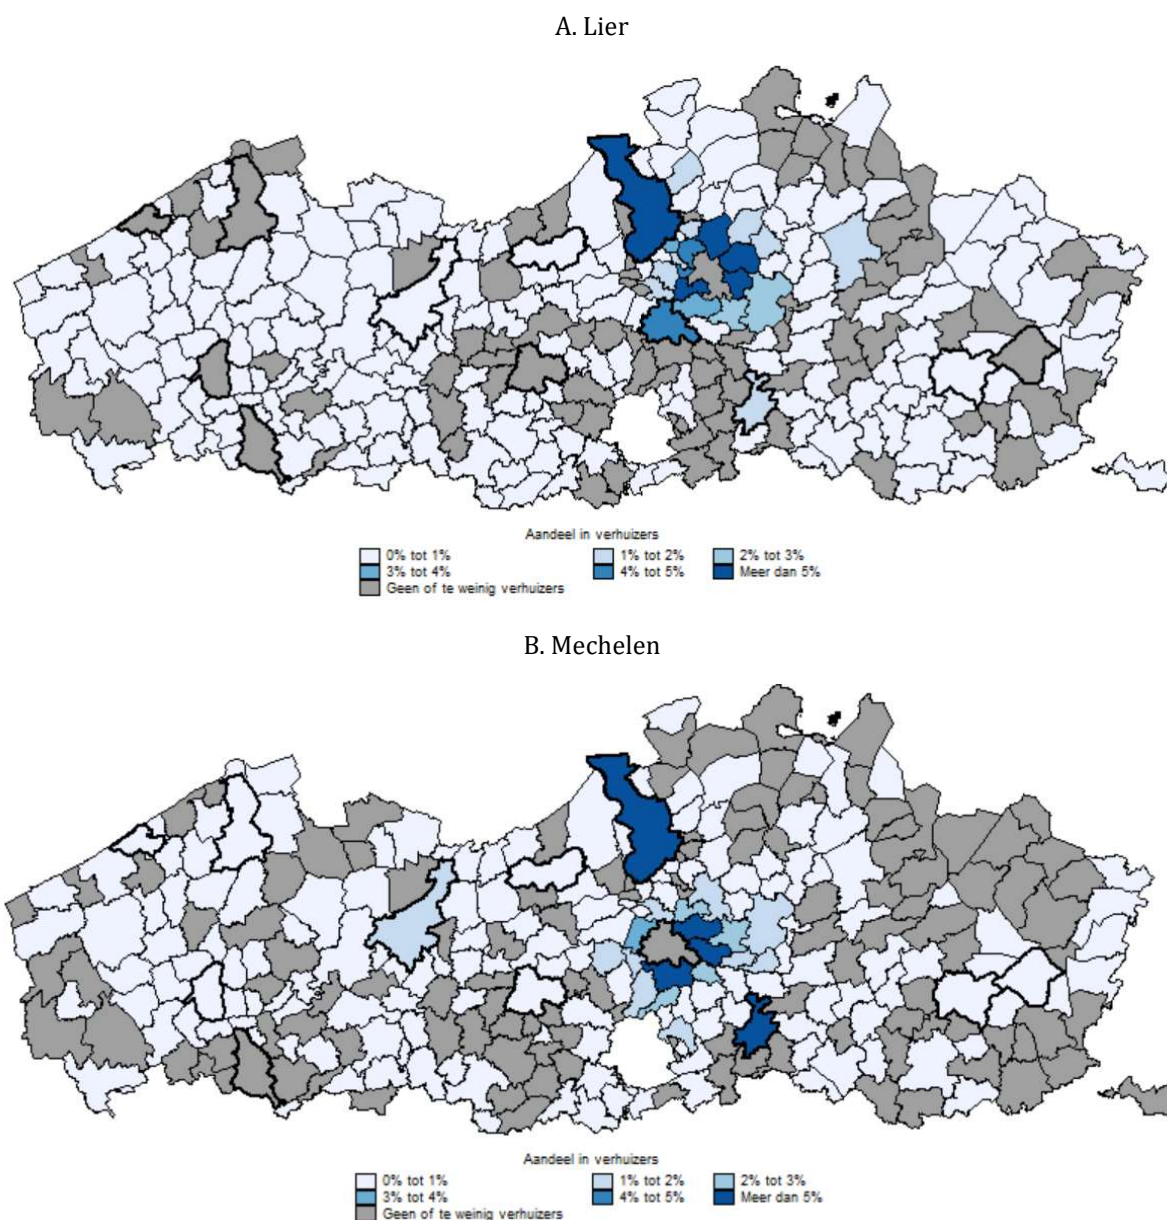 A. Lier
Aandeel in verhuizers
0% tot 1% 1% tot 2% 2% tot 3%
3% tot 4% 4% tot 5% Meer dan 5%
Geen of te weinig verhuizers
B. Mechelen
Aandeel in verhuizers
0% tot 1% 1% tot 2% 2% tot 3%
3% tot 4% 4% tot 5% Meer dan 5%
Geen of te weinig verhuizers